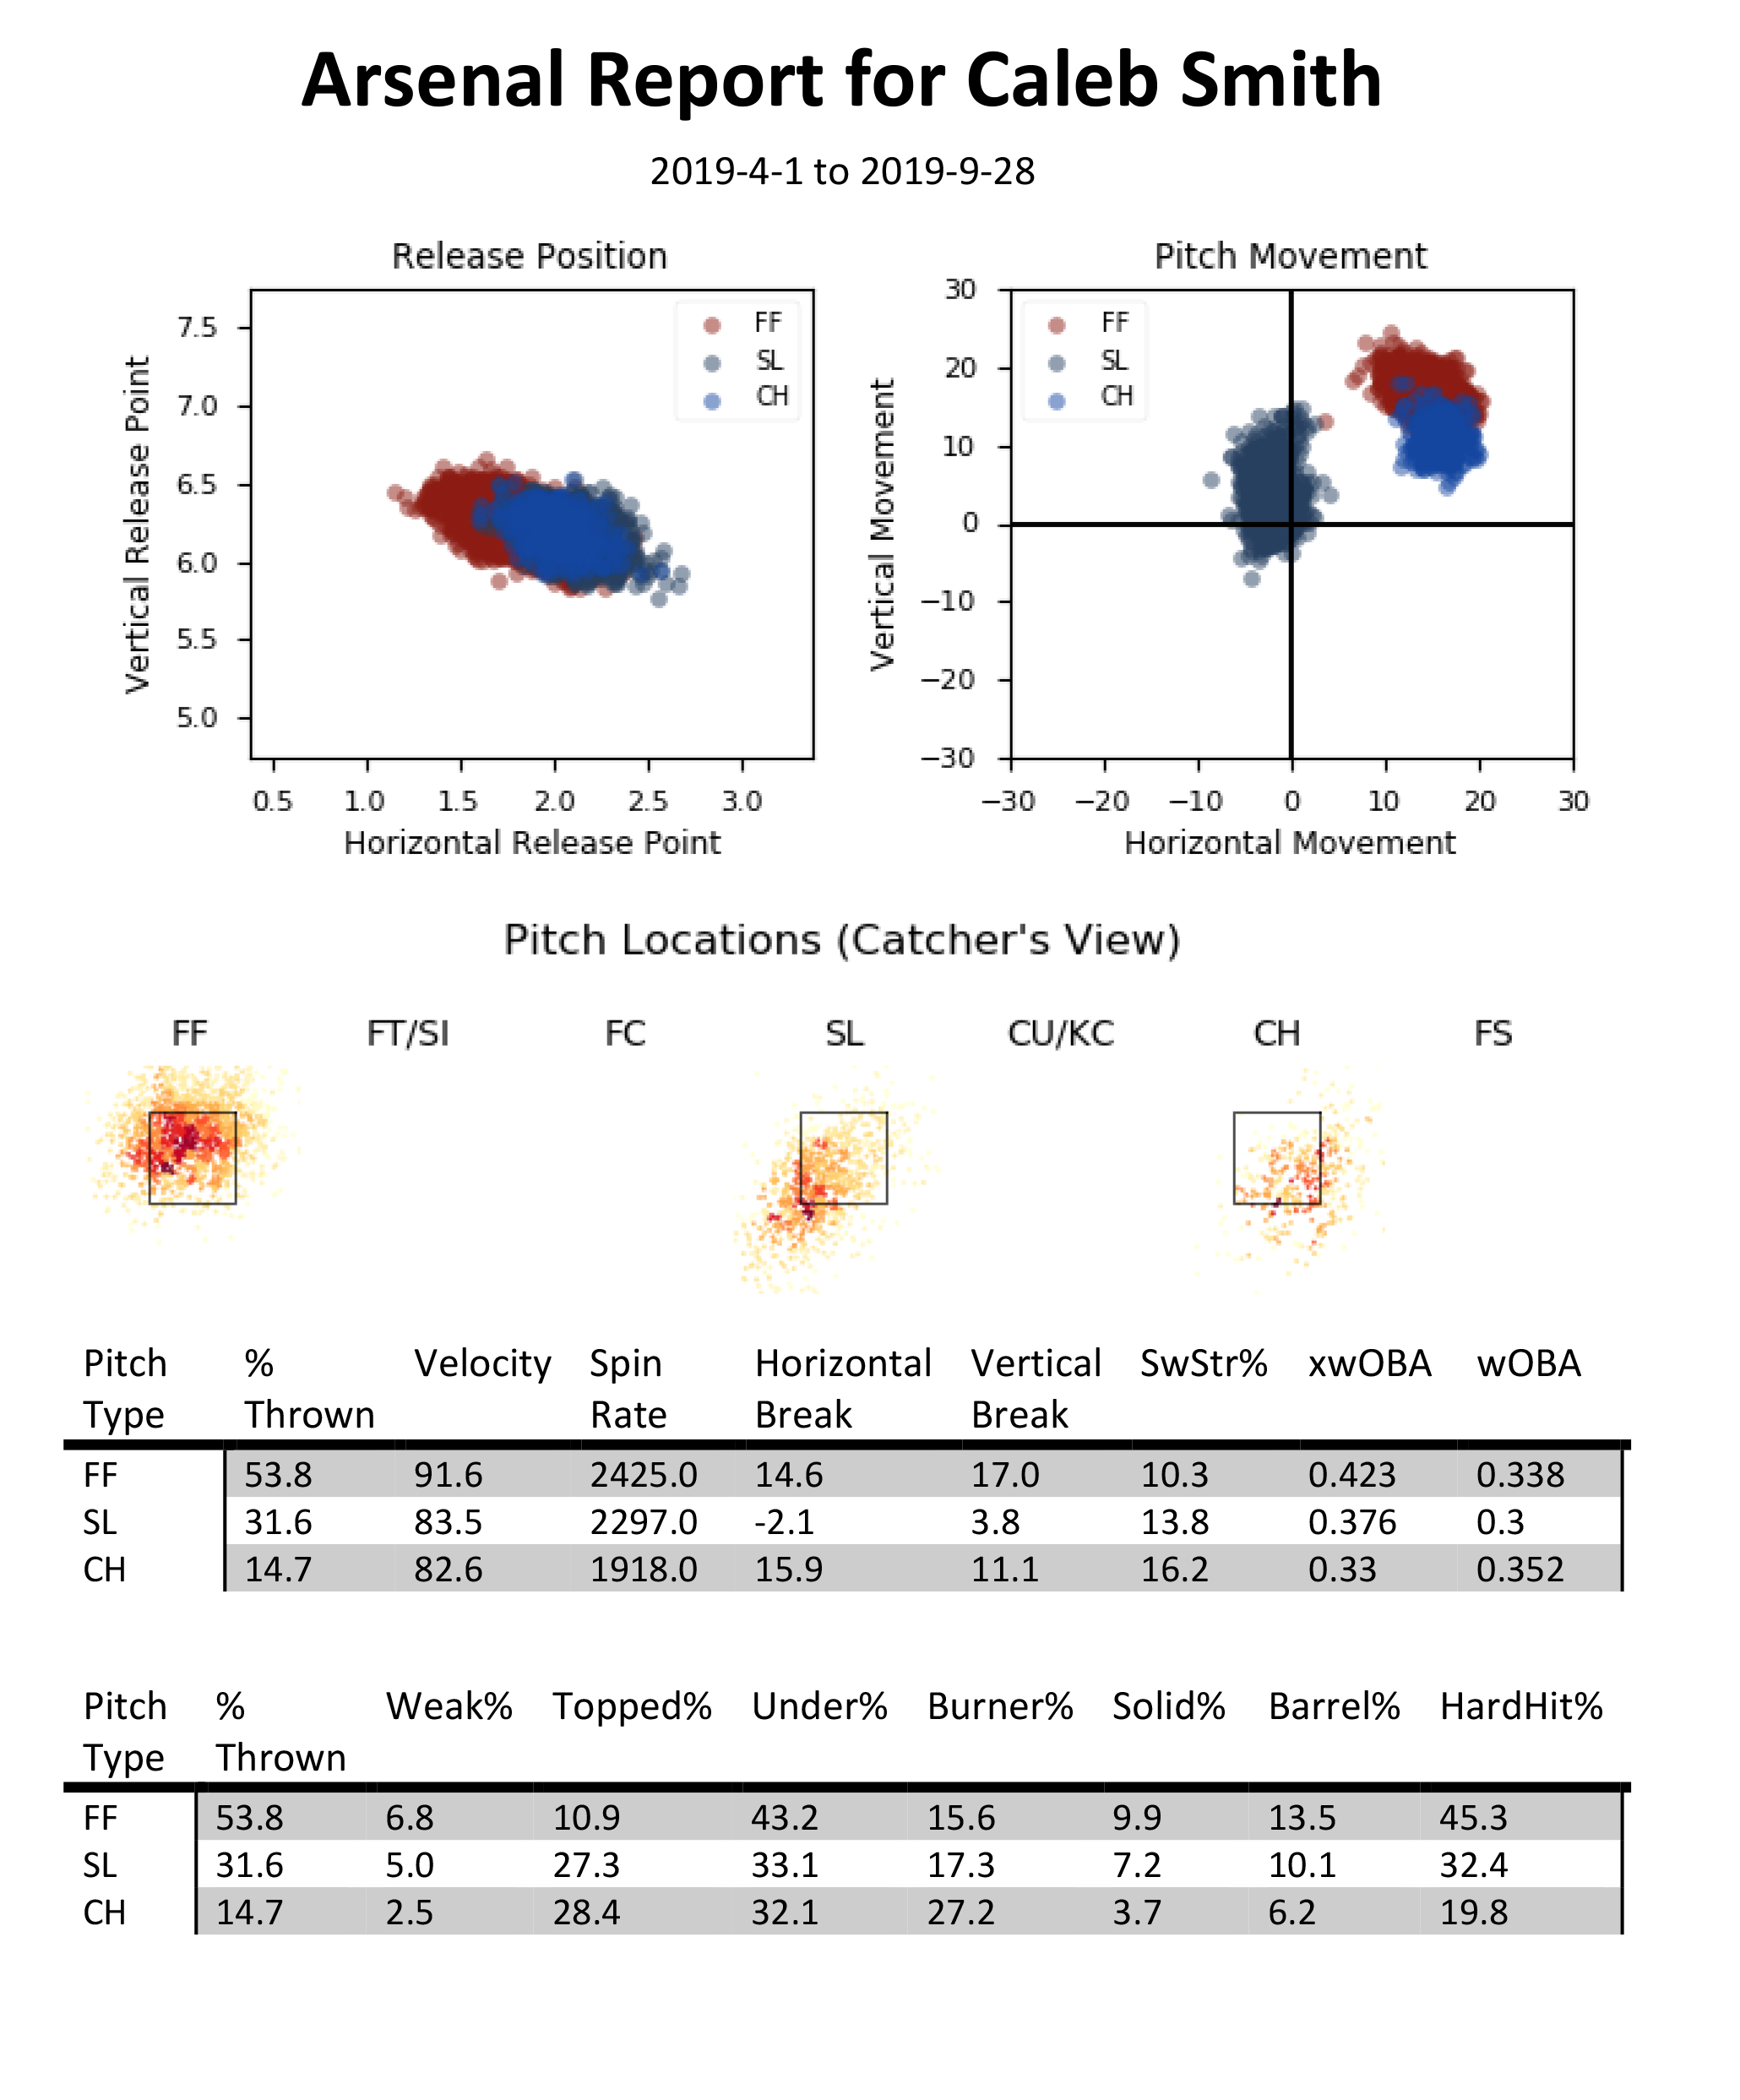 Arsenal Report for Caleb Smith
2019-4-1 to 2019-9-28
Release Position
FF
SL
CH
7.5
7.0
6.5
6.0
5.5
5.0
Vertical Release Point
0.5 1.0 1.5 2.0 2.5 3.0
Horizontal Release Point
Pitch Movement
FF
SL
CH
30
20
10
0
−10
−20
−30
Vertical Movement
−30 −20 −10 0 10 20 30
Horizontal Movement
Pitch Locations (Catcher's View)
FF FT/SI FC SL CU/KC CH FS
Pitch % Velocity Spin Horizontal Vertical SwStr% xwOBA wOBA
Type Thrown Rate Break Break
FF 53.8 91.6 2425.0 14.6 17.0 10.3 0.423 0.338
SL 31.6 83.5 2297.0 -2.1 3.8 13.8 0.376 0.3
CH 14.7 82.6 1918.0 15.9 11.1 16.2 0.33 0.352
Pitch % Weak% Topped% Under% Burner% Solid% Barrel% HardHit%
Type Thrown
FF 53.8 6.8 10.9 43.2 15.6 9.9 13.5 45.3
SL 31.6 5.0 27.3 33.1 17.3 7.2 10.1 32.4
CH 14.7 2.5 28.4 32.1 27.2 3.7 6.2 19.8